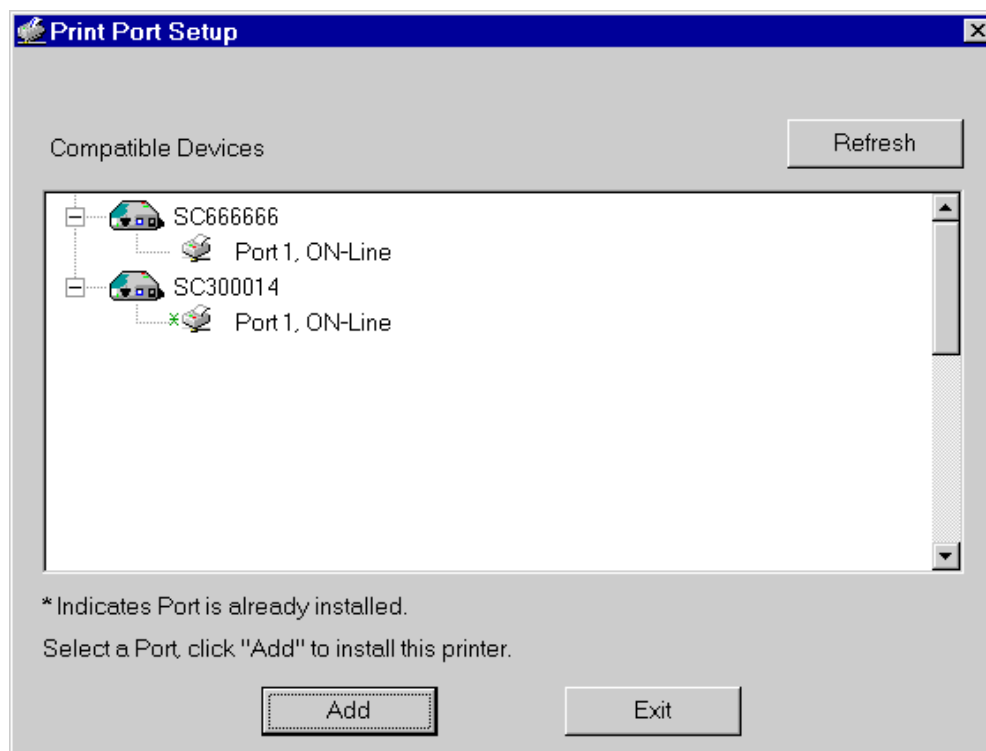 Print Port Setup
Compatible Devices
Refresh
SC666666
Port 1, ON-Line
SC300014
*Port 1, ON-Line
* Indicates Port is already installed.
Select a Port, click "Add" to install this printer.
Add
Exit